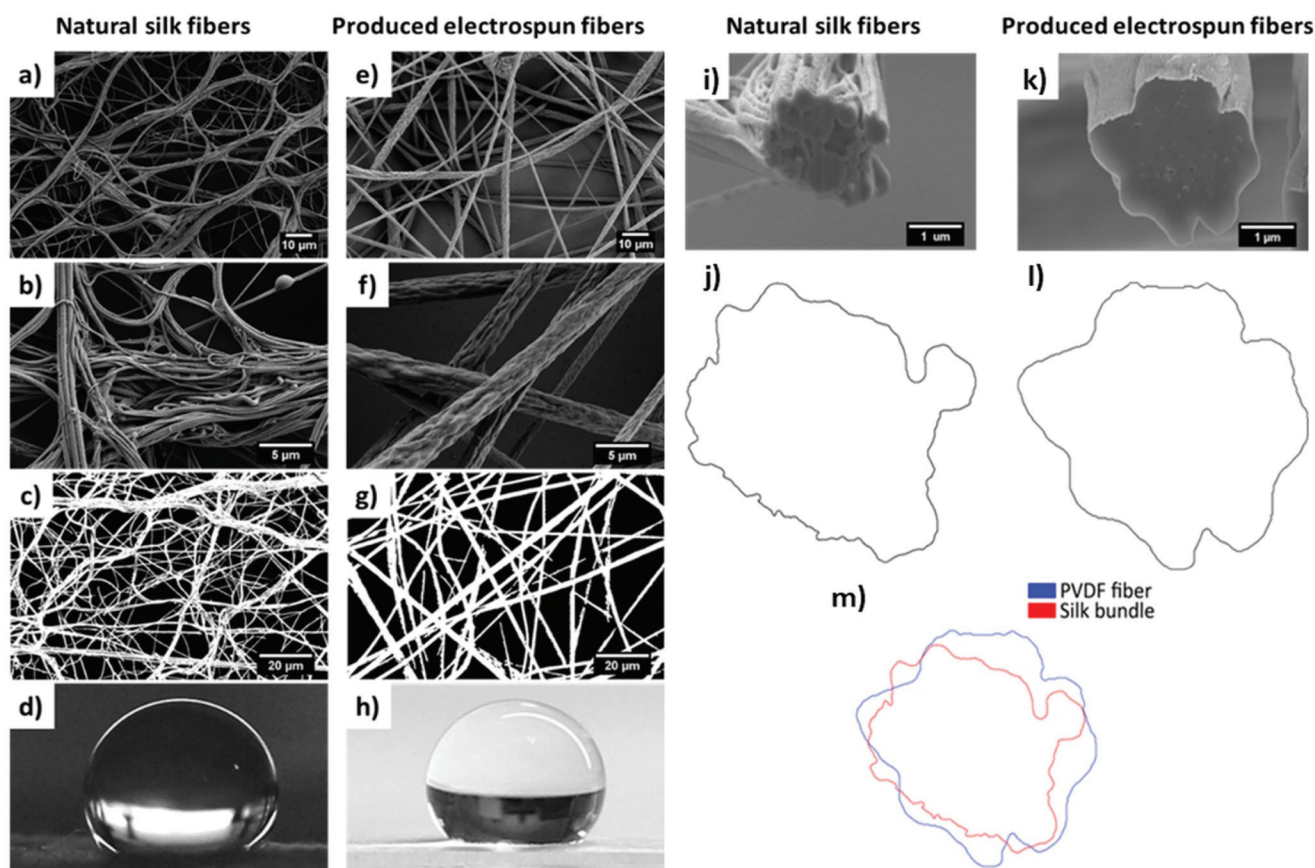 Natural silk fibers
Produced electrospun fibers
Natural silk fibers
Produced electrospun fibers
a)
10 µm
e)
10 µm
i)
1 um
k)
1 µm
b)
5 µm
f)
5 µm
j)
l)
c)
20 µm
g)
20 µm
m)
PVDF fiber
Silk bundle
d)
h)